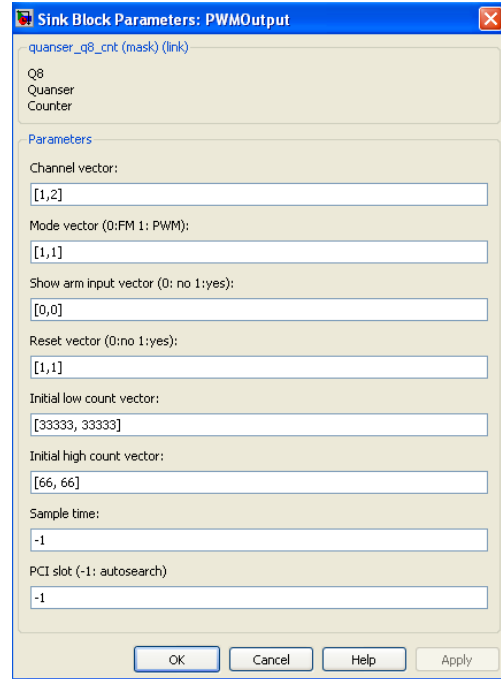 Sink Block Parameters: PWMOutput
quanser_q8_cnt (mask) (link)
Q8
Quanser
Counter
Parameters
Channel vector:
[1,2]
Mode vector (0:FM 1: PWM):
[1,1]
Show arm input vector (0: no 1:yes):
[0,0]
Reset vector (0:no 1:yes):
[1,1]
Initial low count vector:
[33333, 33333]
Initial high count vector:
[66, 66]
Sample time:
-1
PCI slot (-1: autosearch)
-1
OK Cancel Help Apply